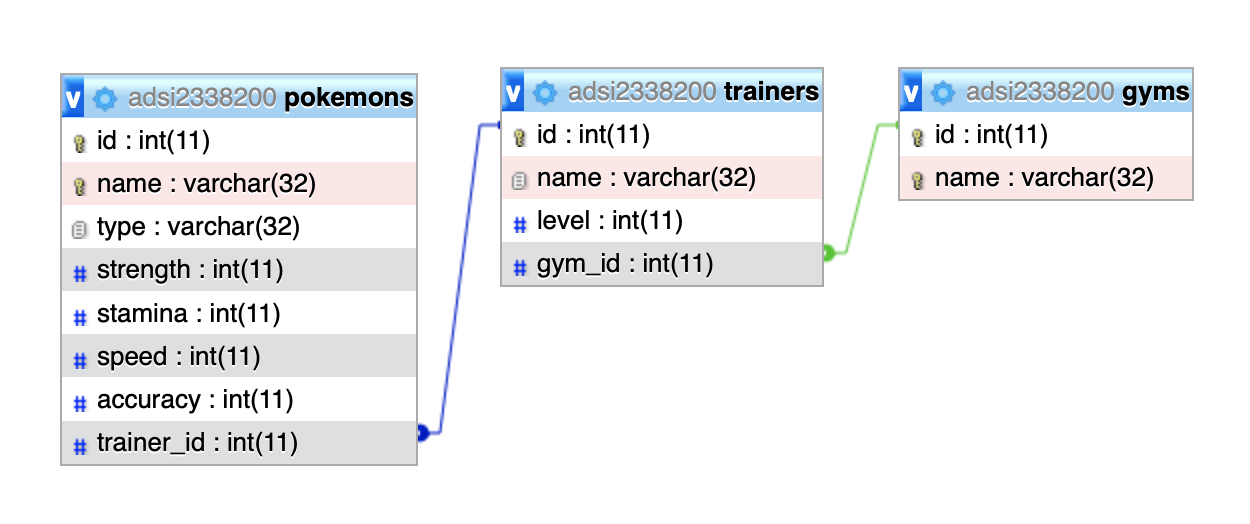 v adsi2338200 pokemons
id : int(11)
name : varchar(32)
type : varchar(32)
# strength : int(11)
# stamina : int(11)
# speed : int(11)
# accuracy : int(11)
# trainer_id : int(11)
v adsi2338200 trainers
id : int(11)
name : varchar(32)
# level : int(11)
# gym_id : int(11)
v adsi2338200 gyms
id : int(11)
name : varchar(32)